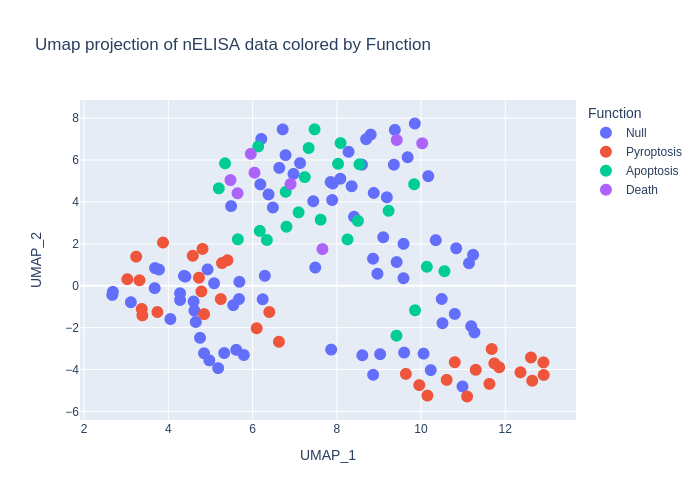 Umap projection of nELISA data colored by Function
Function
Null
Pyroptosis
Apoptosis
Death
UMAP_2
8
6
4
2
0
−2
−4
−6
2 4 6 8 10 12
UMAP_1